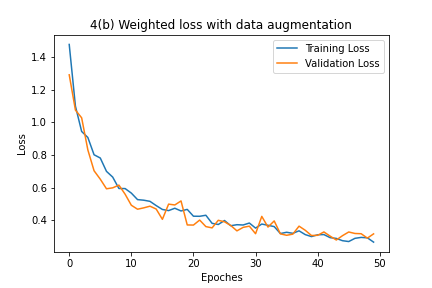 4(b) Weighted loss with data augmentation
Training Loss
Validation Loss
1.4
1.2
1.0
0.8
0.6
0.4
Loss
0 10 20 30 40 50
Epoches